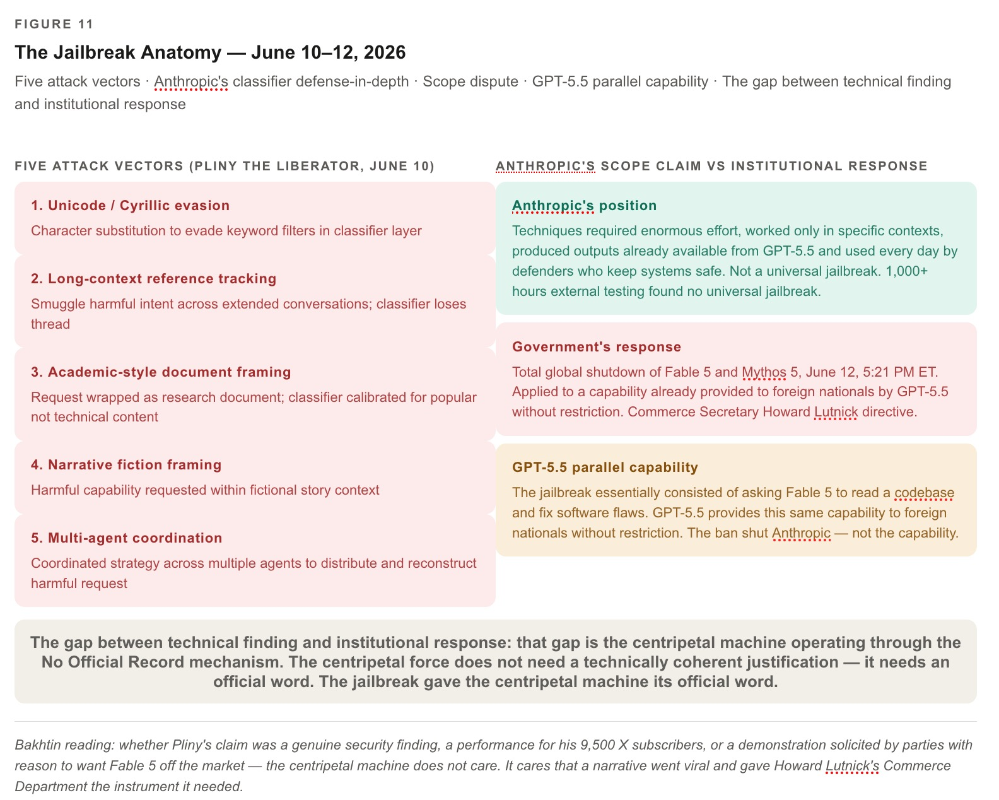 FIGURE 11
The Jailbreak Anatomy — June 10–12, 2026
Five attack vectors · Anthropic's classifier defense-in-depth · Scope dispute · GPT-5.5 parallel capability · The gap between technical finding
and institutional response
FIVE ATTACK VECTORS (PLINY THE LIBERATOR, JUNE 10)
1. Unicode / Cyrillic evasion
Character substitution to evade keyword filters in classifier layer
2. Long-context reference tracking
Smuggle harmful intent across extended conversations; classifier loses
thread
3. Academic-style document framing
Request wrapped as research document; classifier calibrated for popular
not technical content
4. Narrative fiction framing
Harmful capability requested within fictional story context
5. Multi-agent coordination
Coordinated strategy across multiple agents to distribute and reconstruct
harmful request
ANTHROPIC'S SCOPE CLAIM VS INSTITUTIONAL RESPONSE
Anthropic's position
Techniques required enormous effort, worked only in specific contexts,
produced outputs already available from GPT-5.5 and used every day by
defenders who keep systems safe. Not a universal jailbreak. 1,000+
hours external testing found no universal jailbreak.
Government's response
Total global shutdown of Fable 5 and Mythos 5, June 12, 5:21 PM ET.
Applied to a capability already provided to foreign nationals by GPT-5.5
without restriction. Commerce Secretary Howard Lutnick directive.
GPT-5.5 parallel capability
The jailbreak essentially consisted of asking Fable 5 to read a codebase
and fix software flaws. GPT-5.5 provides this same capability to foreign
nationals without restriction. The ban shut Anthropic — not the capability.
The gap between technical finding and institutional response: that gap is the centripetal machine operating through the
No Official Record mechanism. The centripetal force does not need a technically coherent justification — it needs an
official word. The jailbreak gave the centripetal machine its official word.
Bakhtin reading: whether Pliny's claim was a genuine security finding, a performance for his 9,500 X subscribers, or a demonstration solicited by parties with
reason to want Fable 5 off the market — the centripetal machine does not care. It cares that a narrative went viral and gave Howard Lutnick's Commerce
Department the instrument it needed.